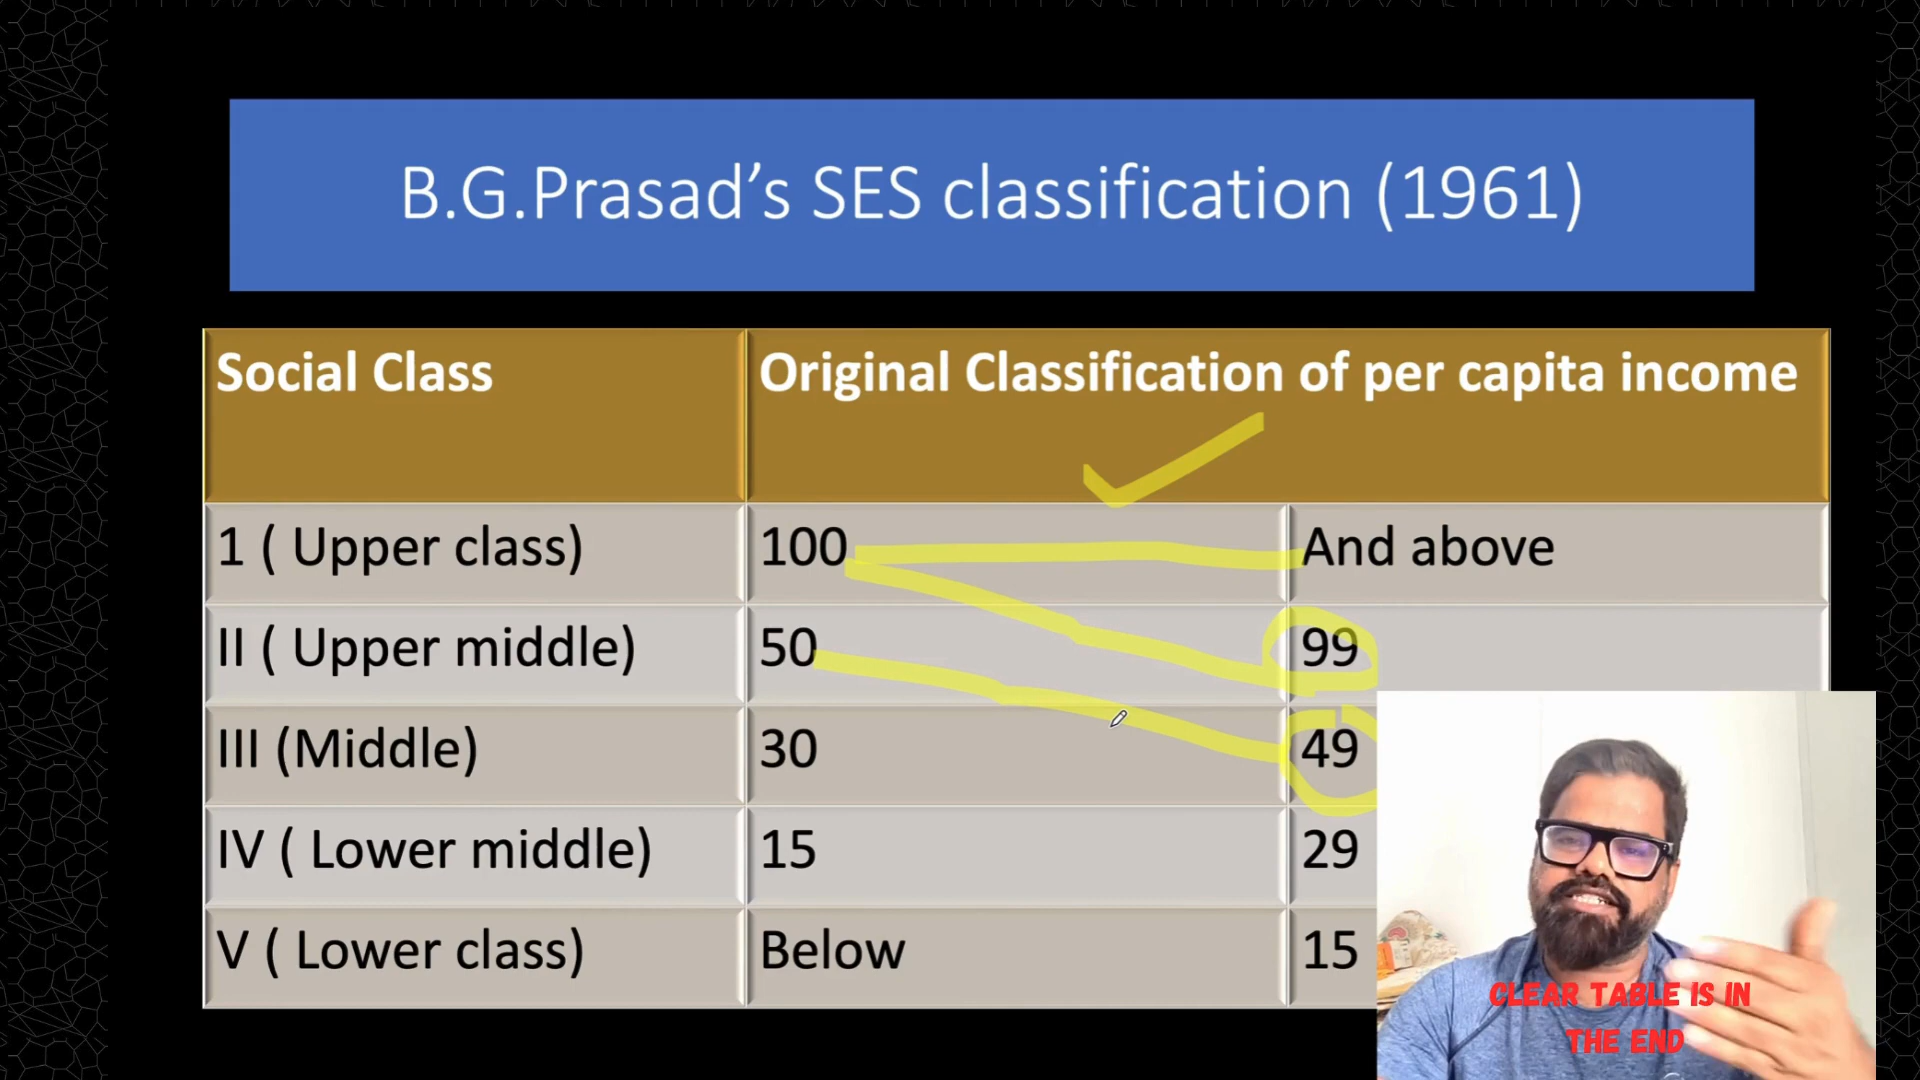 B.G.Prasad’s SES classification (1961)
Social Class
Original Classification of per capita income
1 ( Upper class)
100
And above
II ( Upper middle)
50
99
III (Middle)
30
49
IV ( Lower middle)
15
29
V ( Lower class)
Below
15
CLEAR TABLE IS IN
THE END